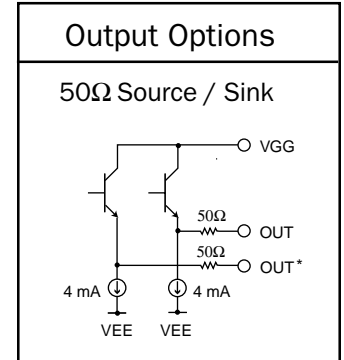 Output Options
50Ω Source / Sink
VGG
50Ω
OUT
50Ω
OUT*
4 mA
4 mA
VEE
VEE